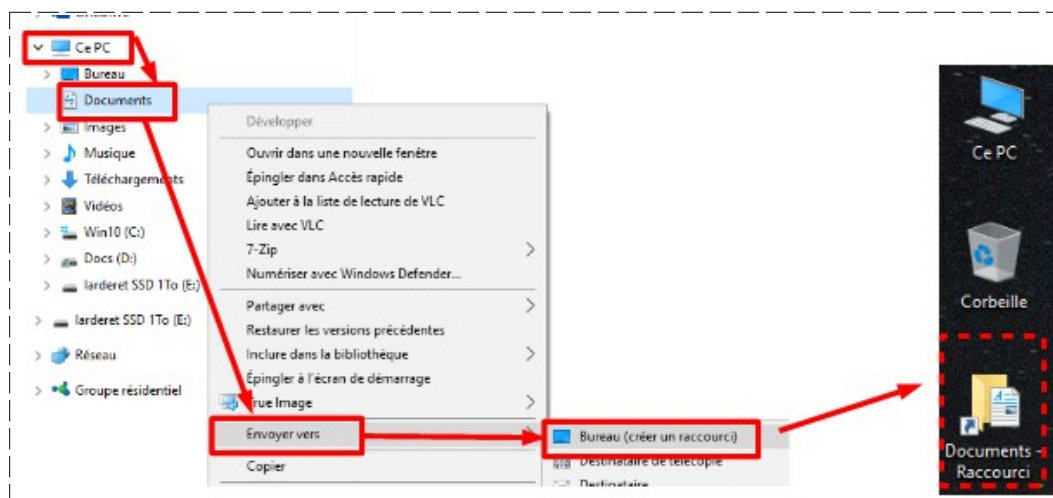 Ce PC
Bureau
Documents
Images
Musique
Téléchargements
Vidéos
Win10 (C:)
Docs (D:)
larderet SSD 1To (E:)
larderet SSD 1To (E:)
Réseau
Groupe résidentiel
Développer
Ouvrir dans une nouvelle fenêtre
Épingler dans Accès rapide
Ajouter à la liste de lecture de VLC
Lire avec VLC
7-Zip
Numériser avec Windows Defender...
Partager avec
Restaurer les versions précédentes
Inclure dans la bibliothèque
Épingler à l'écran de démarrage
True Image
Envoyer vers
Copier
Bureau (créer un raccourci)
Destinataire de télécopie
Destinataire
Ce PC
Corbeille
Documents -
Raccourci